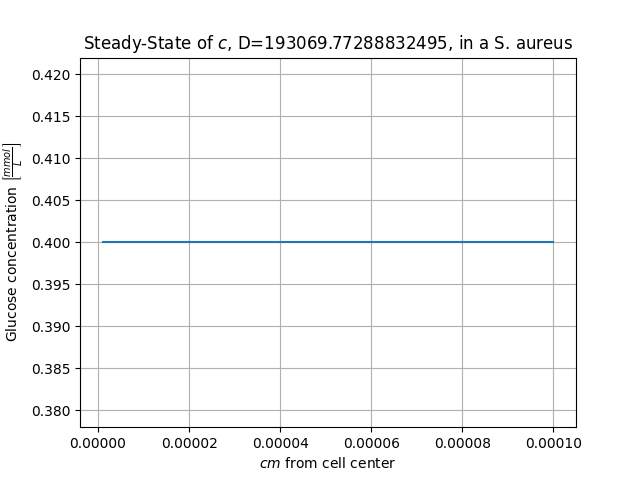 Steady-State of c, D=193069.77288832495, in a S. aureus
Glucose concentration [mmol/L]
0.420
0.415
0.410
0.405
0.400
0.395
0.390
0.385
0.380
0.00000 0.00002 0.00004 0.00006 0.00008 0.00010
cm from cell center